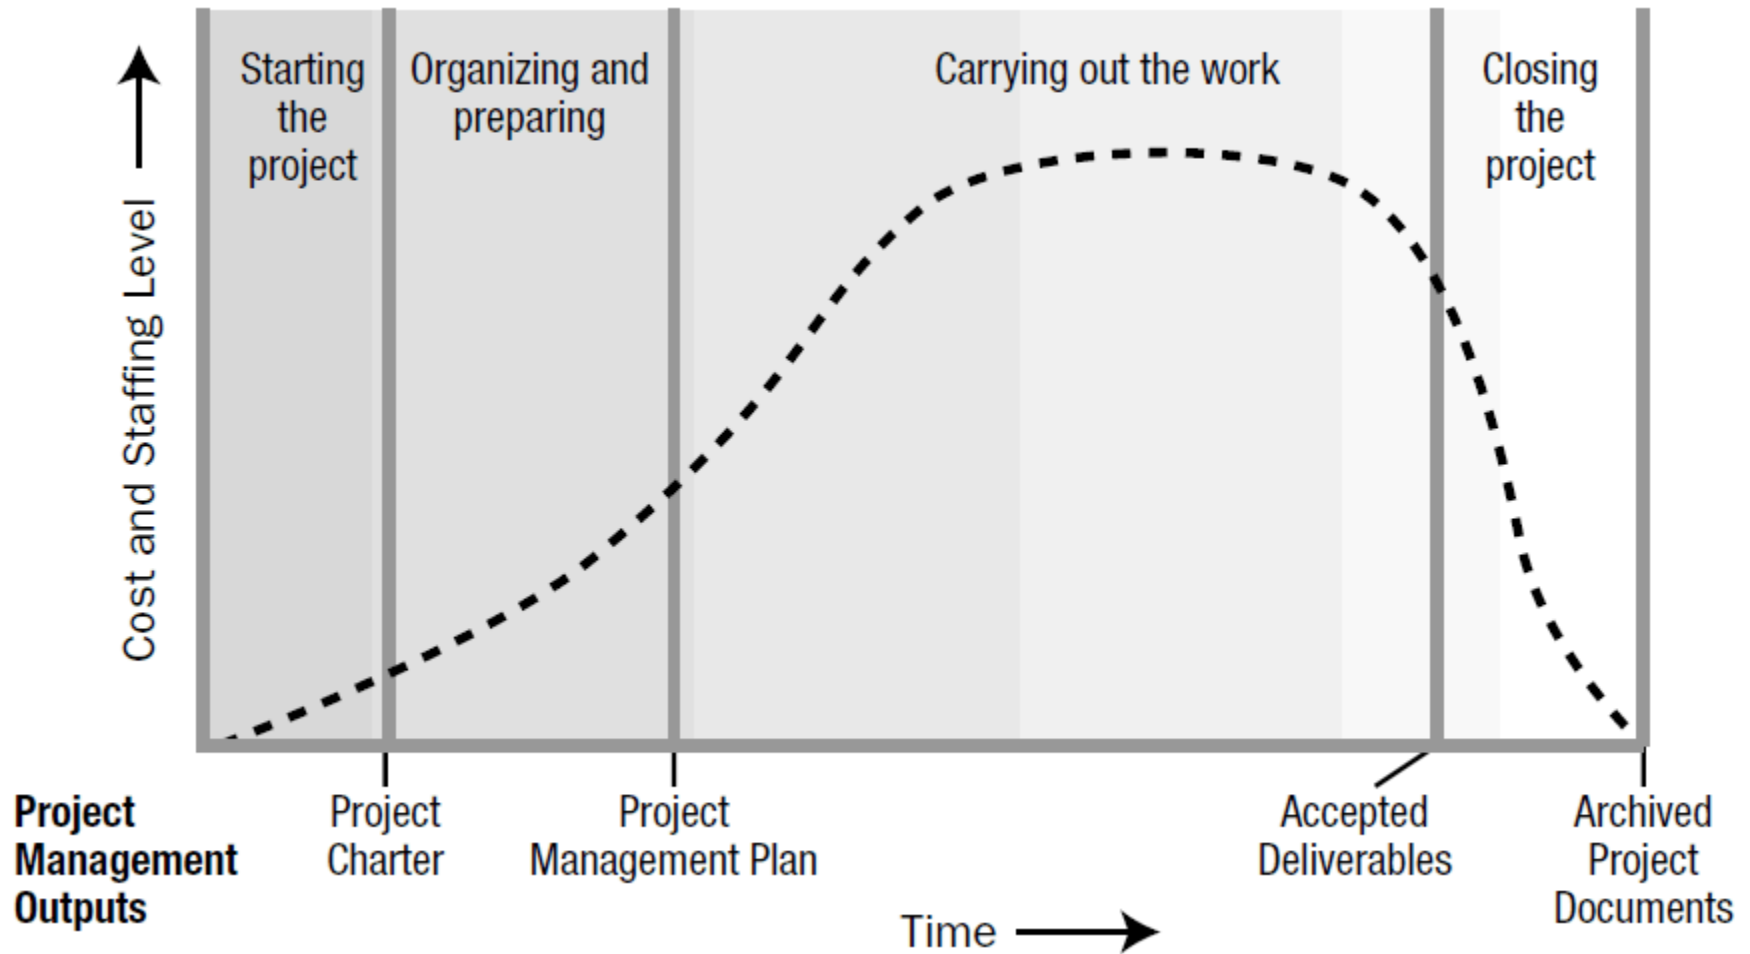 Starting
the
project
Organizing and
preparing
Carrying out the work
Closing
the
project
Cost and Staffing Level
Project
Management
Outputs
Project
Charter
Project
Management Plan
Accepted
Deliverables
Archived
Project
Documents
Time